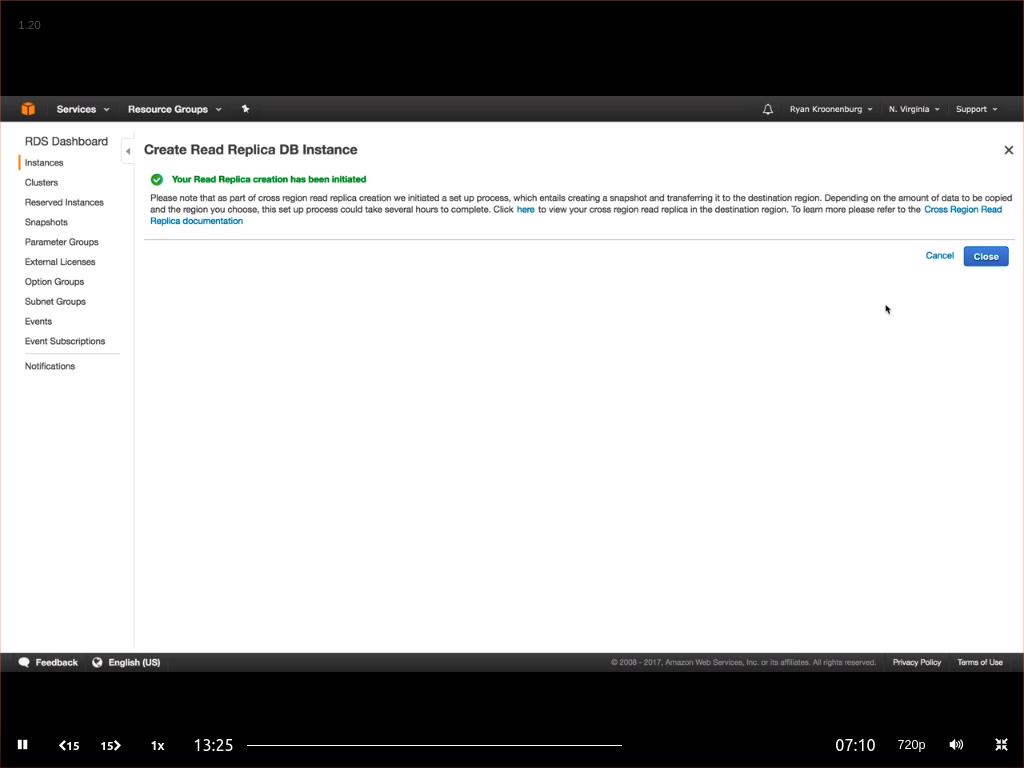 1.20
Services Resource Groups Ryan Kroonenburg N. Virginia Support
RDS Dashboard
Instances
Clusters
Reserved Instances
Snapshots
Parameter Groups
External Licenses
Option Groups
Subnet Groups
Events
Event Subscriptions
Notifications
Create Read Replica DB Instance
Your Read Replica creation has been initiated
Please note that as part of cross region read replica creation we initiated a set up process, which entails creating a snapshot and transferring it to the destination region. Depending on the amount of data to be copied
and the region you choose, this set up process could take several hours to complete. Click here to view your cross region read replica in the destination region. To learn more please refer to the Cross Region Read
Replica documentation
Cancel Close
Feedback English (US) © 2008 - 2017, Amazon Web Services, Inc. or its affiliates. All rights reserved. Privacy Policy Terms of Use
15 15 1x 13:25 07:10 720p